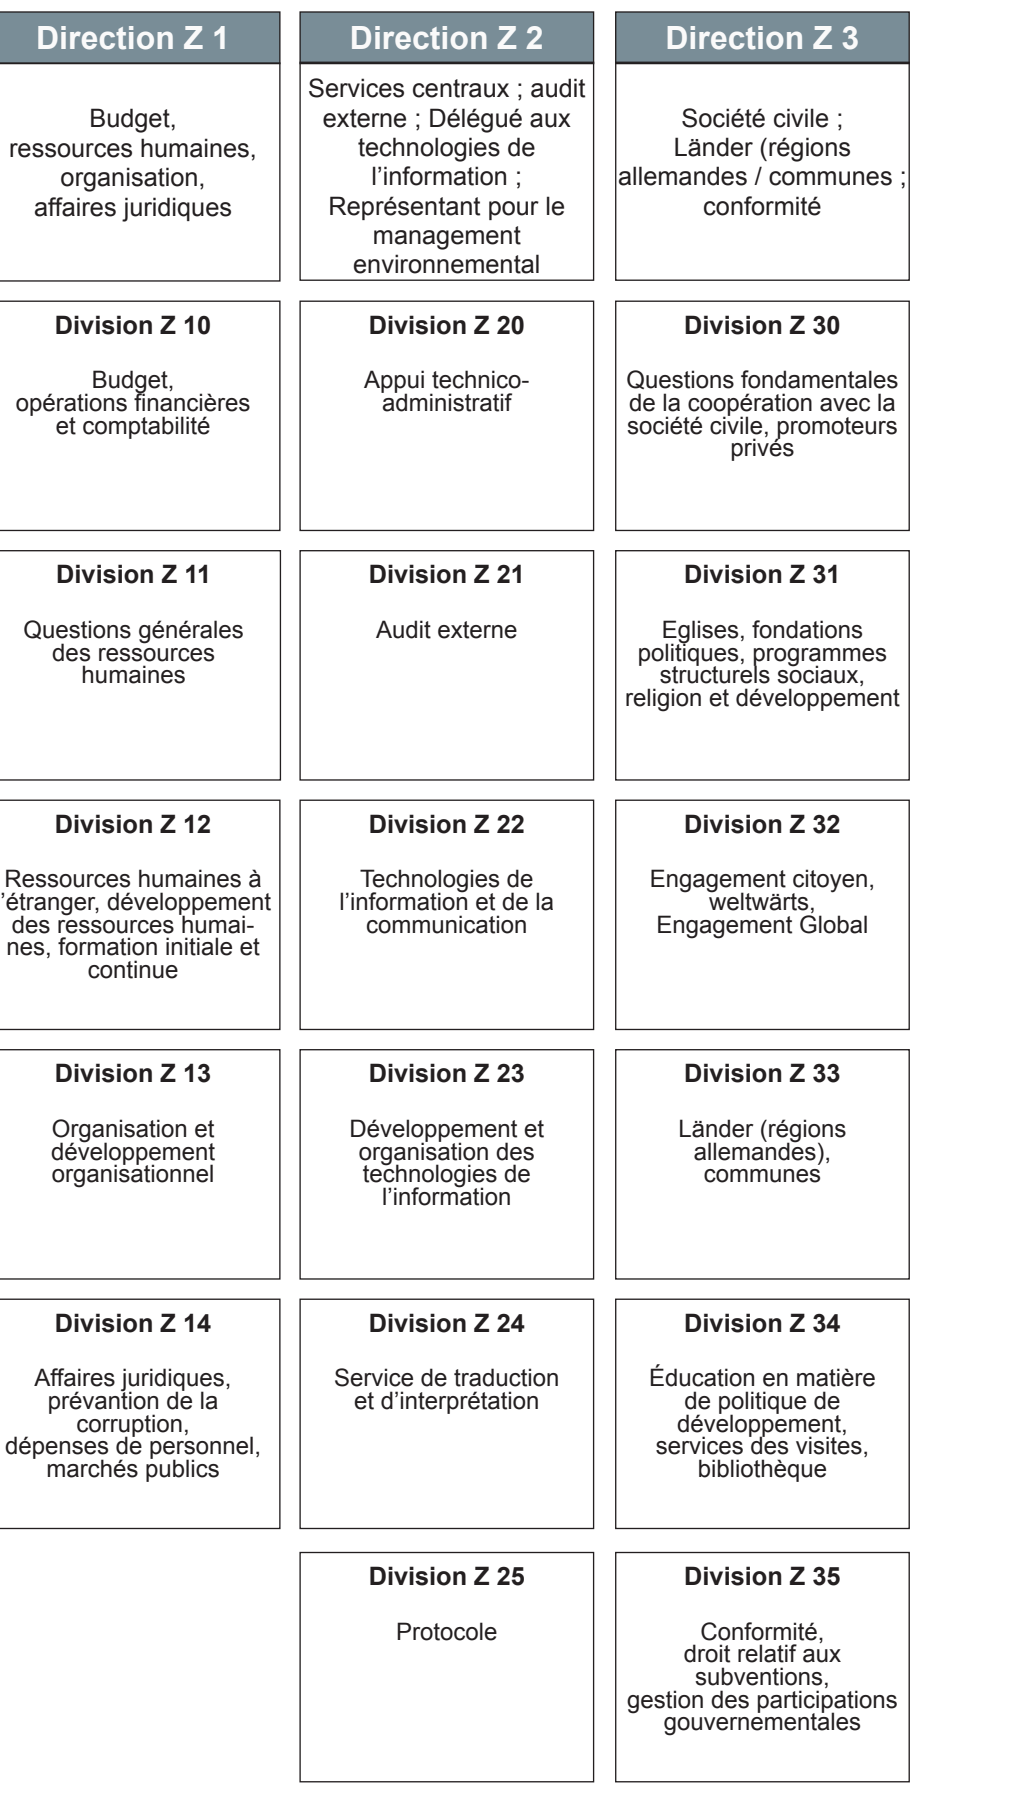 Direction Z 1
Budget,
ressources humaines,
organisation,
affaires juridiques
Division Z 10
Budget,
opérations financières
et comptabilité
Division Z 11
Questions générales
des ressources
humaines
Division Z 12
Ressources humaines à
’étranger, développement
des ressources humai-
nes, formation initiale et
continue
Division Z 13
Organisation et
développement
organisationnel
Division Z 14
Affaires juridiques,
prévantion de la
corruption,
dépenses de personnel,
marchés publics
Direction Z 2
Services centraux ; audit
externe ; Délégué aux
technologies de
l’information ;
Représentant pour le
management
environnemental
Division Z 20
Appui technico-
administratif
Division Z 21
Audit externe
Division Z 22
Technologies de
l’information et de la
communication
Division Z 23
Développement et
organisation des
technologies de
l’information
Division Z 24
Service de traduction
et d’interprétation
Division Z 25
Protocole
Direction Z 3
Société civile ;
Länder (régions
allemandes / communes ;
conformité
Division Z 30
Questions fondamentales
de la coopération avec la
société civile, promoteurs
privés
Division Z 31
Eglises, fondations
politiques, programmes
structurels sociaux,
religion et développement
Division Z 32
Engagement citoyen,
weltwärts,
Engagement Global
Division Z 33
Länder (régions
allemandes),
communes
Division Z 34
Éducation en matière
de politique de
développement,
services des visites,
bibliothèque
Division Z 35
Conformité,
droit relatif aux
subventions,
gestion des participations
gouvernementales